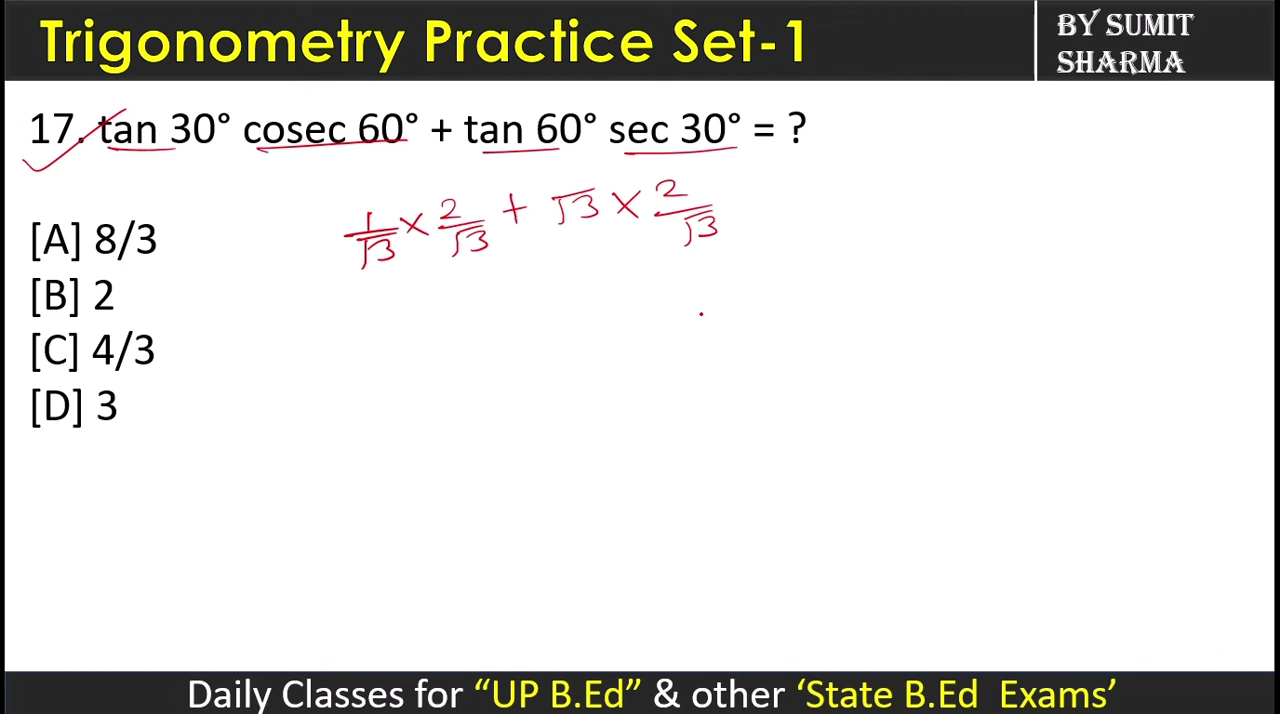 Trigonometry Practice Set-1
BY SUMIT
SHARMA
17. tan 30° cosec 60° + tan 60° sec 30° = ?
1/√3 × 2/√3 + √3 × 2/√3
[A] 8/3
[B] 2
[C] 4/3
[D] 3
Daily Classes for “UP B.Ed” & other ‘State B.Ed Exams’